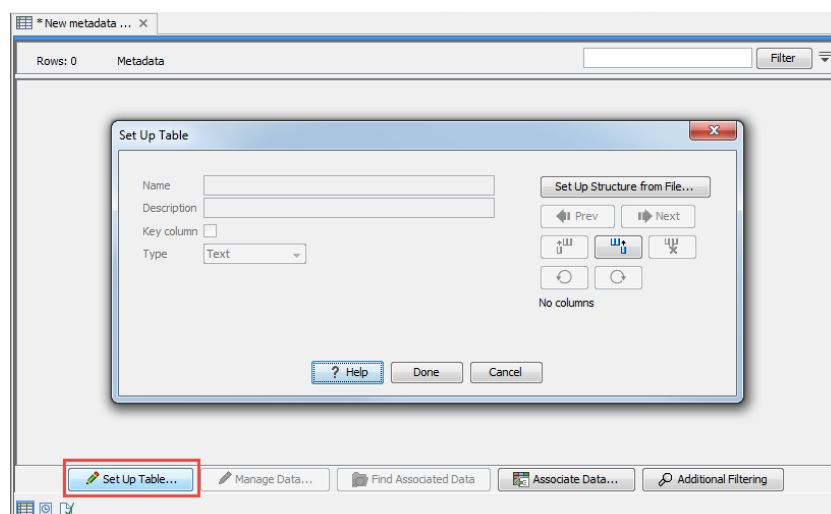 * New metadata ...
Rows: 0 Metadata Filter
Set Up Table
Name Set Up Structure from File...
Description Prev Next
Key column
Type Text
No columns
? Help Done Cancel
Set Up Table... Manage Data... Find Associated Data Associate Data... Additional Filtering